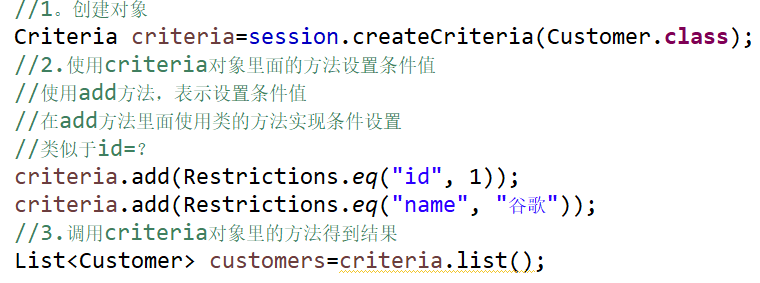 //1。创建对象
Criteria criteria=session.createCriteria(Customer.class);
//2.使用criteria对象里面的方法设置条件值
//使用add方法，表示设置条件值
//在add方法里面使用类的方法实现条件设置
//类似于id=？
criteria.add(Restrictions.eq("id", 1));
criteria.add(Restrictions.eq("name", "谷歌"));
//3.调用criteria对象里的方法得到结果
List<Customer> customers=criteria.list();